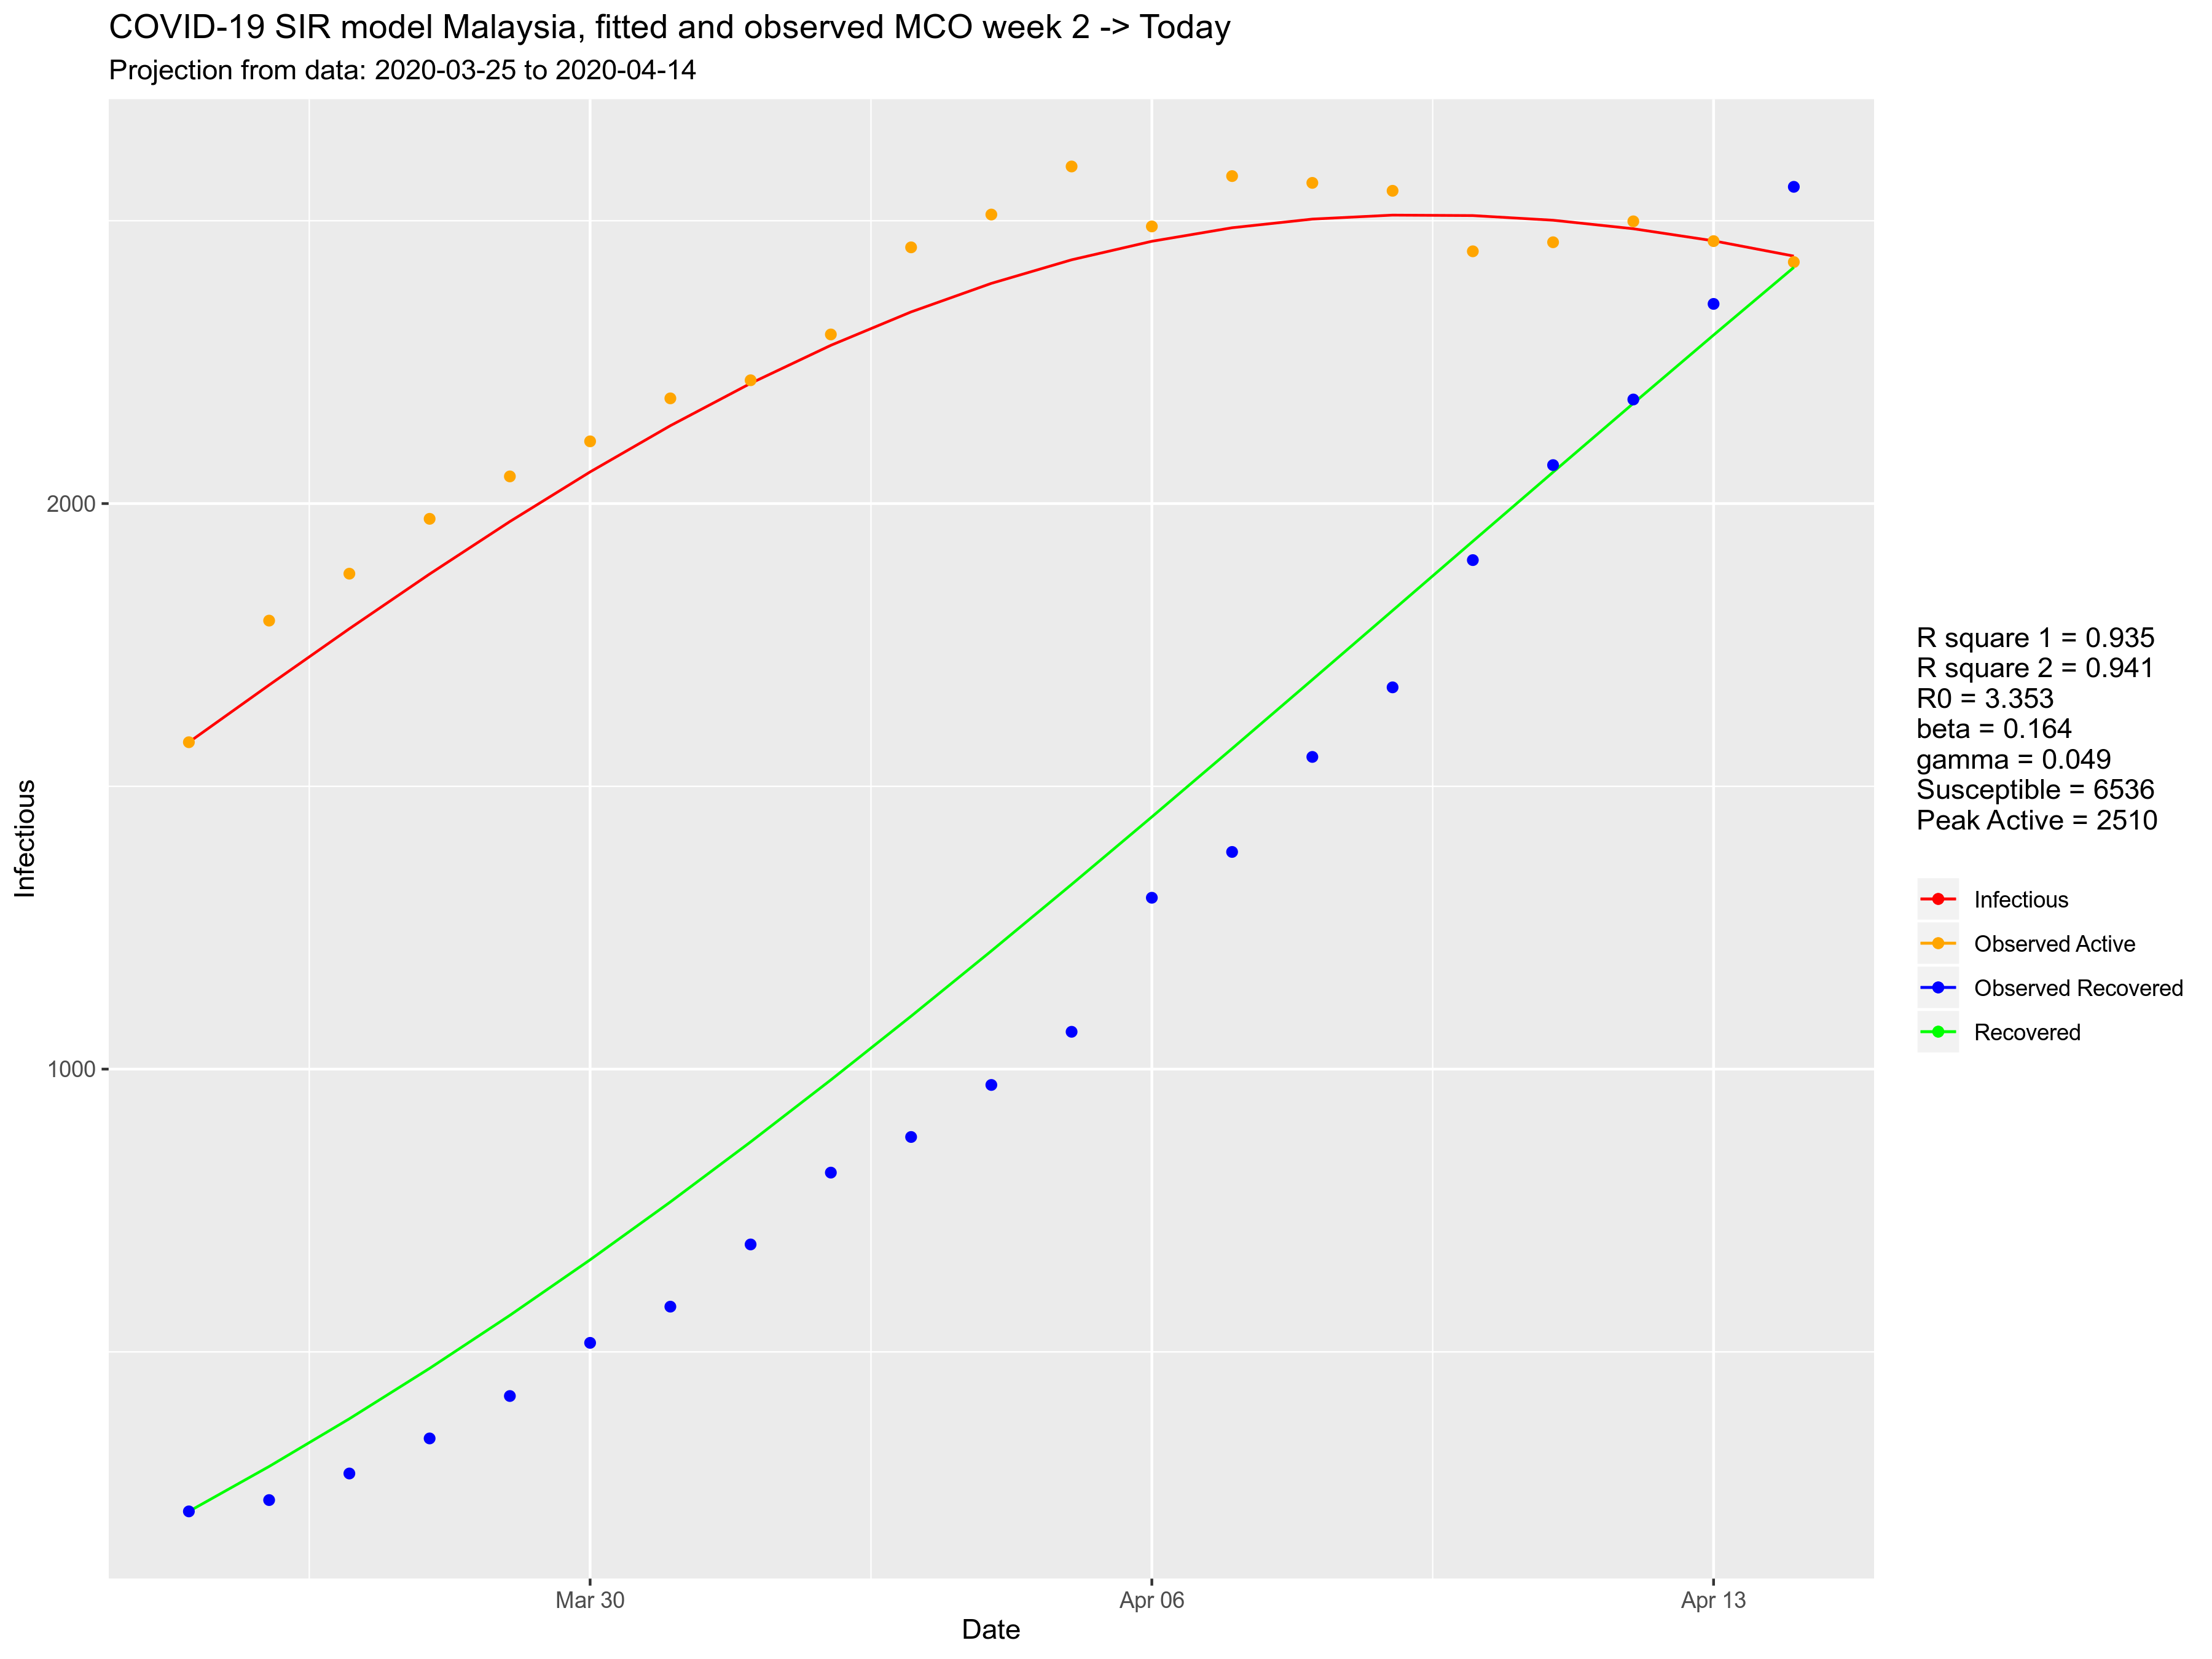 COVID-19 SIR model Malaysia, fitted and observed MCO week 2 -> Today
Projection from data: 2020-03-25 to 2020-04-14
Infectious
2000
1000
Mar 30
Apr 06
Apr 13
Date
R square 1 = 0.935
R square 2 = 0.941
R0 = 3.353
beta = 0.164
gamma = 0.049
Susceptible = 6536
Peak Active = 2510
Infectious
Observed Active
Observed Recovered
Recovered